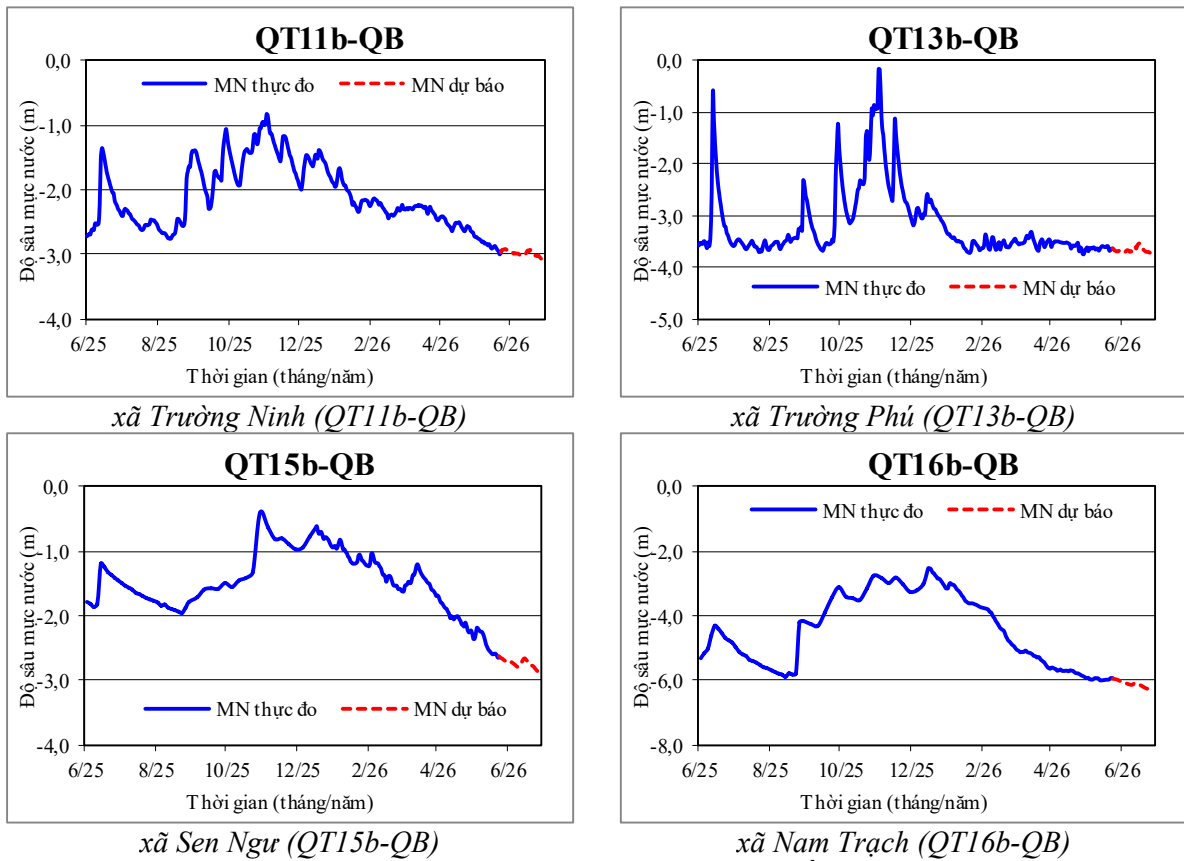 QT11b-QB
0,0
-1,0
-2,0
-3,0
-4,0
Độ sâu mực nước (m)
MN thực đo
MN dự báo
6/25 8/25 10/25 12/25 2/26 4/26 6/26
Thời gian (tháng/năm)
xã Trường Ninh (QT11b-QB)
QT13b-QB
0,0
-1,0
-2,0
-3,0
-4,0
-5,0
Độ sâu mực nước (m)
MN thực đo
MN dự báo
6/25 8/25 10/25 12/25 2/26 4/26 6/26
Thời gian (tháng/năm)
xã Trường Phú (QT13b-QB)
QT15b-QB
0,0
-1,0
-2,0
-3,0
-4,0
Độ sâu mực nước (m)
MN thực đo
MN dự báo
6/25 8/25 10/25 12/25 2/26 4/26 6/26
Thời gian (tháng/năm)
xã Sen Ngư (QT15b-QB)
QT16b-QB
0,0
-2,0
-4,0
-6,0
-8,0
Độ sâu mực nước (m)
MN thực đo
MN dự báo
6/25 8/25 10/25 12/25 2/26 4/26 6/26
Thời gian (tháng/năm)
xã Nam Trạch (QT16b-QB)